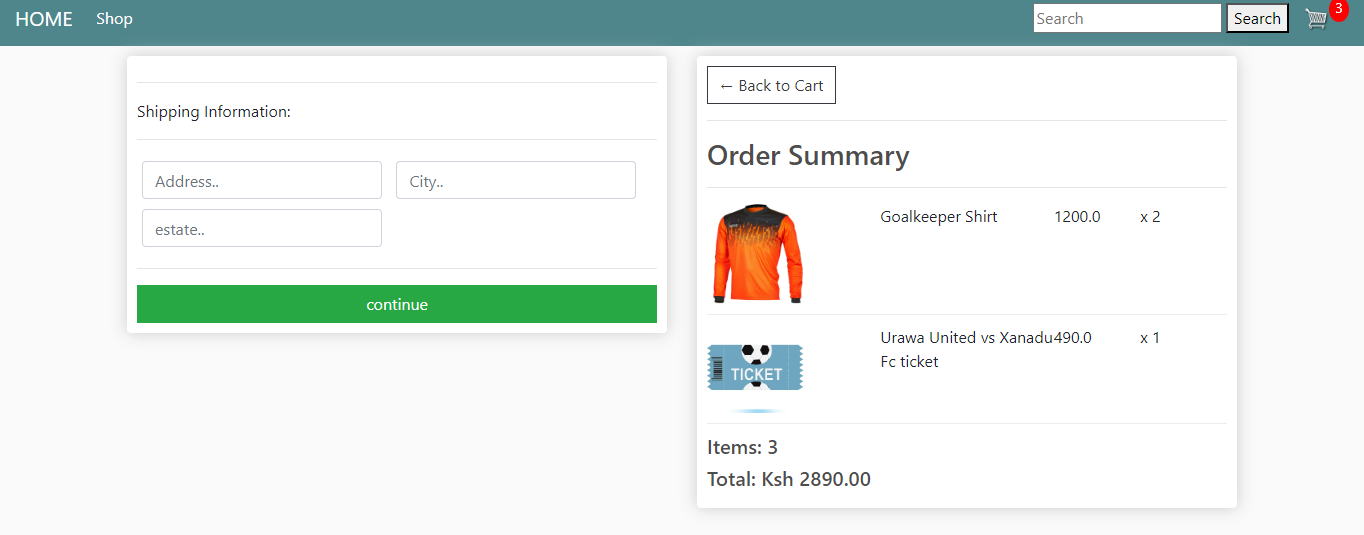 HOME Shop Search Search 3
Shipping Information:
Address.. City..
estate..
continue
← Back to Cart
Order Summary
Goalkeeper Shirt 1200.0 x 2
Urawa United vs Xanadu 490.0 x 1
Fc ticket
TICKET
Items: 3
Total: Ksh 2890.00